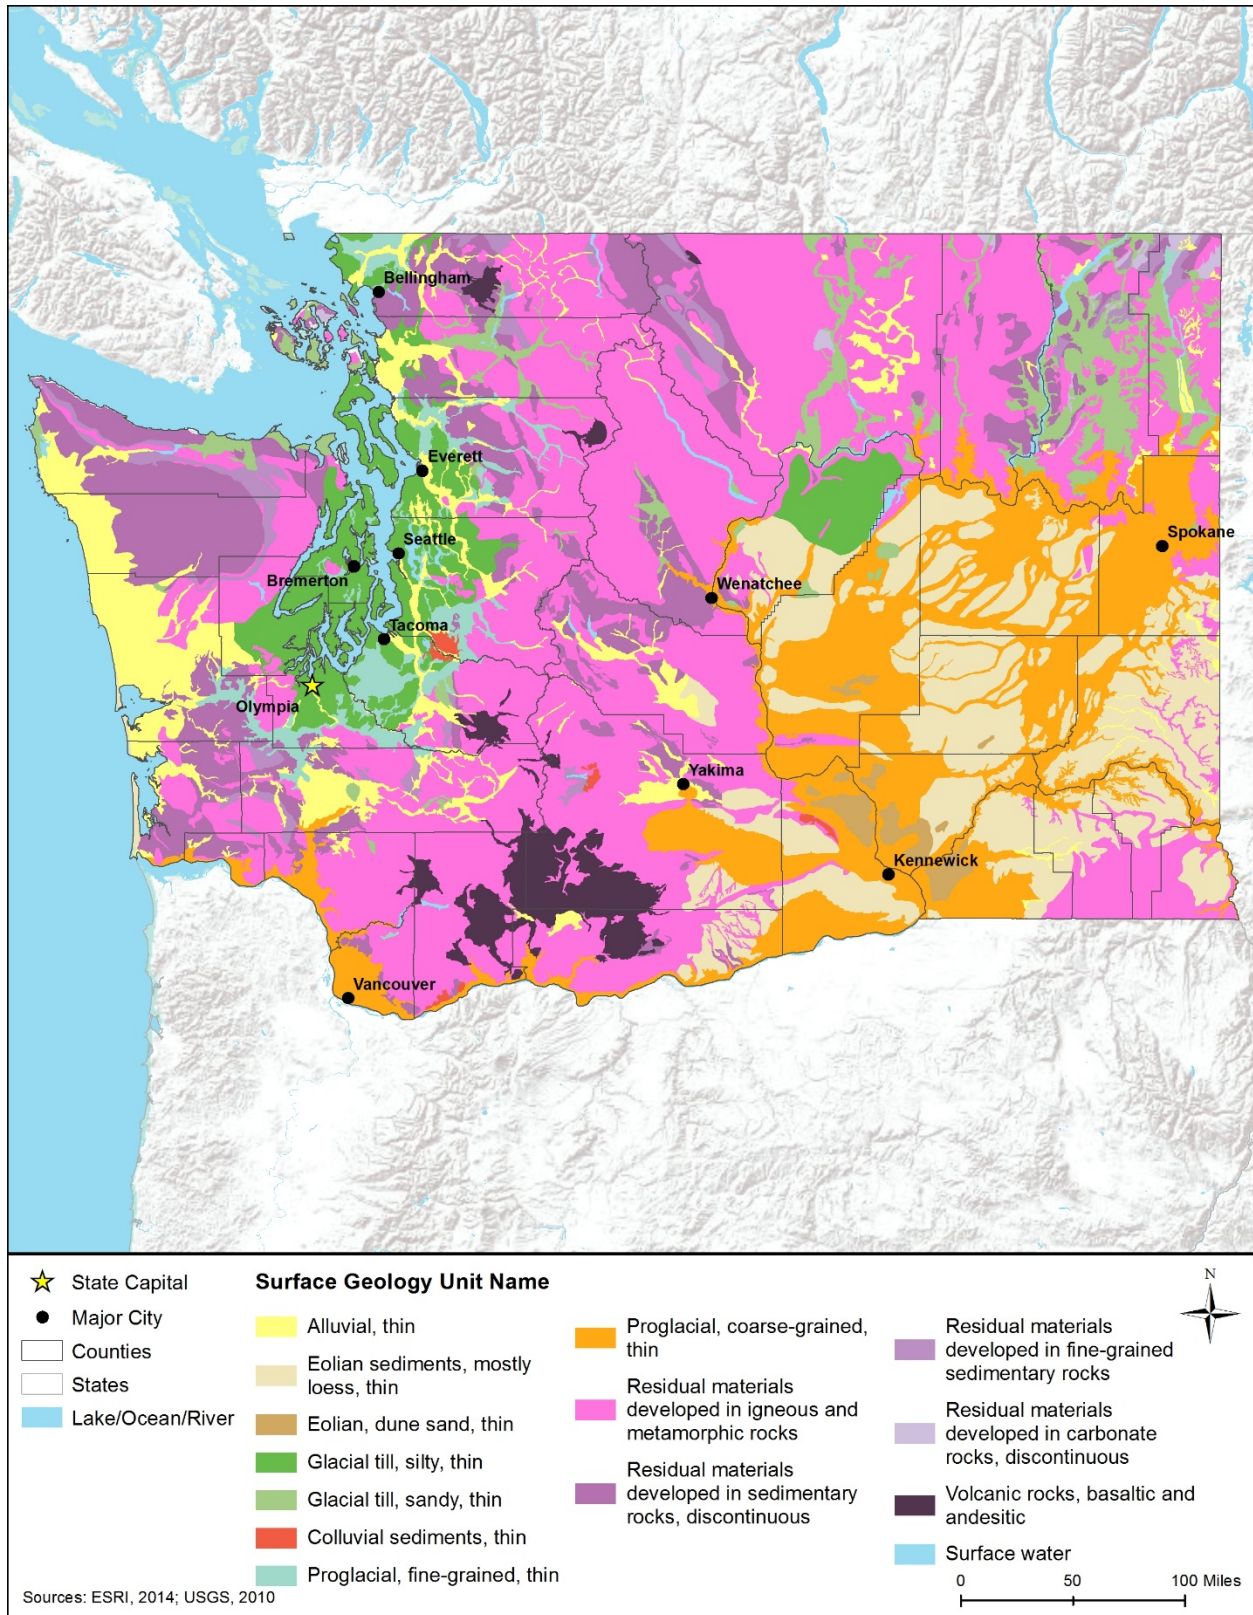 Bellingham
Everett
Seattle
Bremerton
Spokane
Wenatchee
Tacoma
Olympia
Yakima
Kennewick
Vancouver
State Capital
Major City
Counties
States
Lake/Ocean/River
Surface Geology Unit Name
Alluvial, thin
Eolian sediments, mostly
loess, thin
Eolian, dune sand, thin
Glacial till, silty, thin
Glacial till, sandy, thin
Colluvial sediments, thin
Proglacial, fine-grained, thin
Proglacial, coarse-grained,
thin
Residual materials
developed in igneous and
metamorphic rocks
Residual materials
developed in sedimentary
rocks, discontinuous
Residual materials
developed in fine-grained
sedimentary rocks
Residual materials
developed in carbonate
rocks, discontinuous
Volcanic rocks, basaltic and
andesitic
Surface water
N
0 50 100 Miles
Sources: ESRI, 2014; USGS, 2010